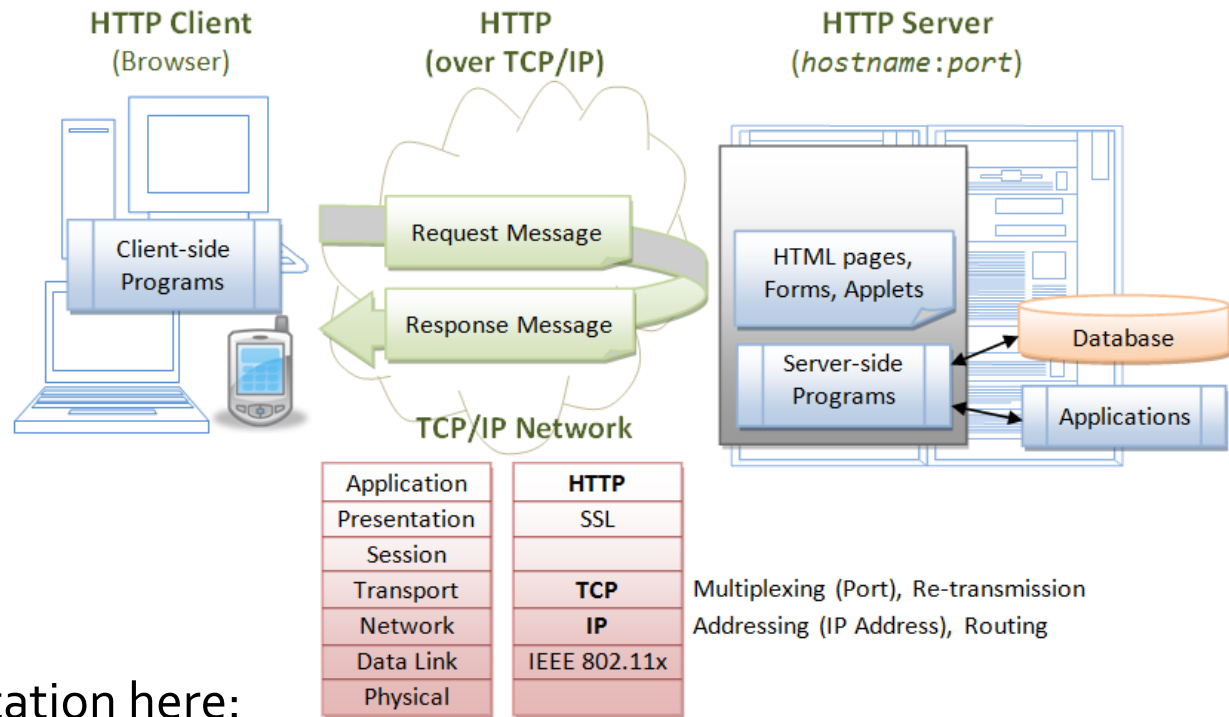 HTTP Client
(Browser)
HTTP
(over TCP/IP)
HTTP Server
(hostname:port)
Client-side
Programs
Request Message
Response Message
HTML pages,
Forms, Applets
Server-side
Programs
Database
Applications
TCP/IP Network
Application HTTP
Presentation SSL
Session
Transport TCP Multiplexing (Port), Re-transmission
Network IP Addressing (IP Address), Routing
Data Link IEEE 802.11x
Physical
here: